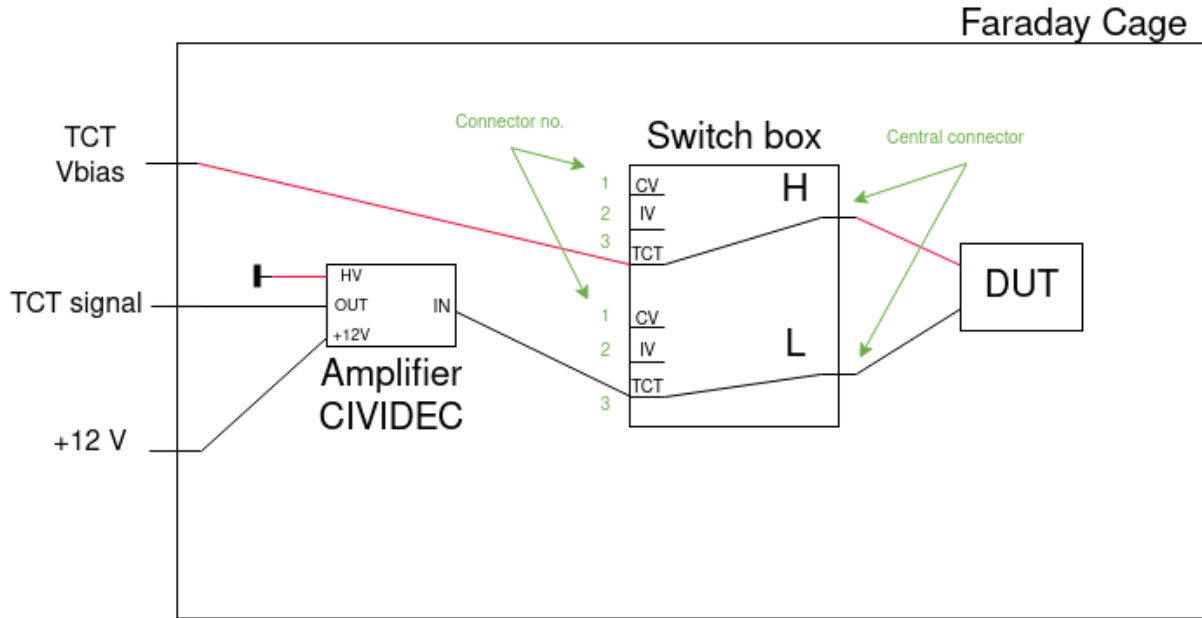 Faraday Cage
TCT
Vbias
Connector no.
Switch box
Central connector
1
CV
H
2
IV
3
TCT
HV
TCT signal
OUT
IN
+12V
DUT
1
CV
2
IV
L
TCT
3
Amplifier
CIVIDEC
+12 V